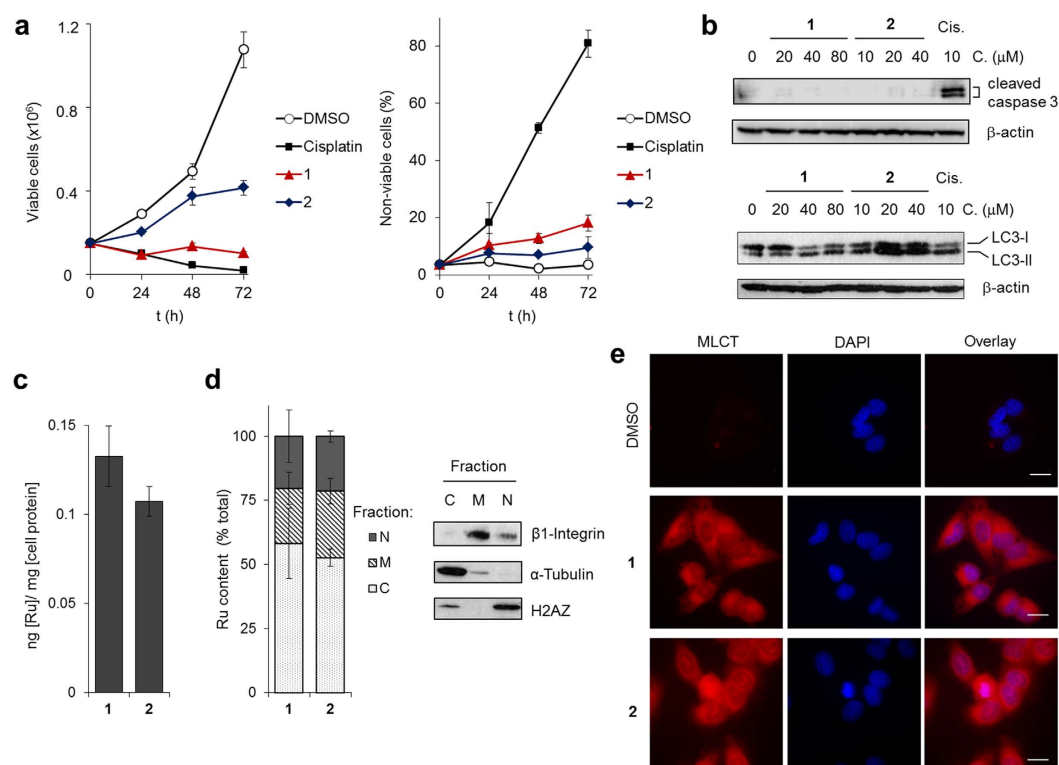 a
Viable cells (x10⁶)
1.2
0.8
0.4
0
0 24 48 72
t (h)
DMSO
Cisplatin
1
2
Non-viable cells (%)
100
80
60
40
20
0
0 24 48 72
t (h)
DMSO
Cisplatin
1
2
b
1 2 Cis.
0 20 40 80 10 20 40 10 C. (μM)
cleaved
caspase 3
β-actin
1 2 Cis.
0 20 40 80 10 20 40 10 C. (μM)
LC3-I
LC3-II
β-actin
c
ng [Ru]/ mg [cell protein]
0.15
0.1
0.05
0
1 2
d
Ru content (% total)
100
75
50
25
0
1 2
Fraction:
N
M
C
Fraction
C M N
β1-Integrin
α-Tubulin
H2AZ
e
MLCT DAPI Overlay
DMSO
1
2